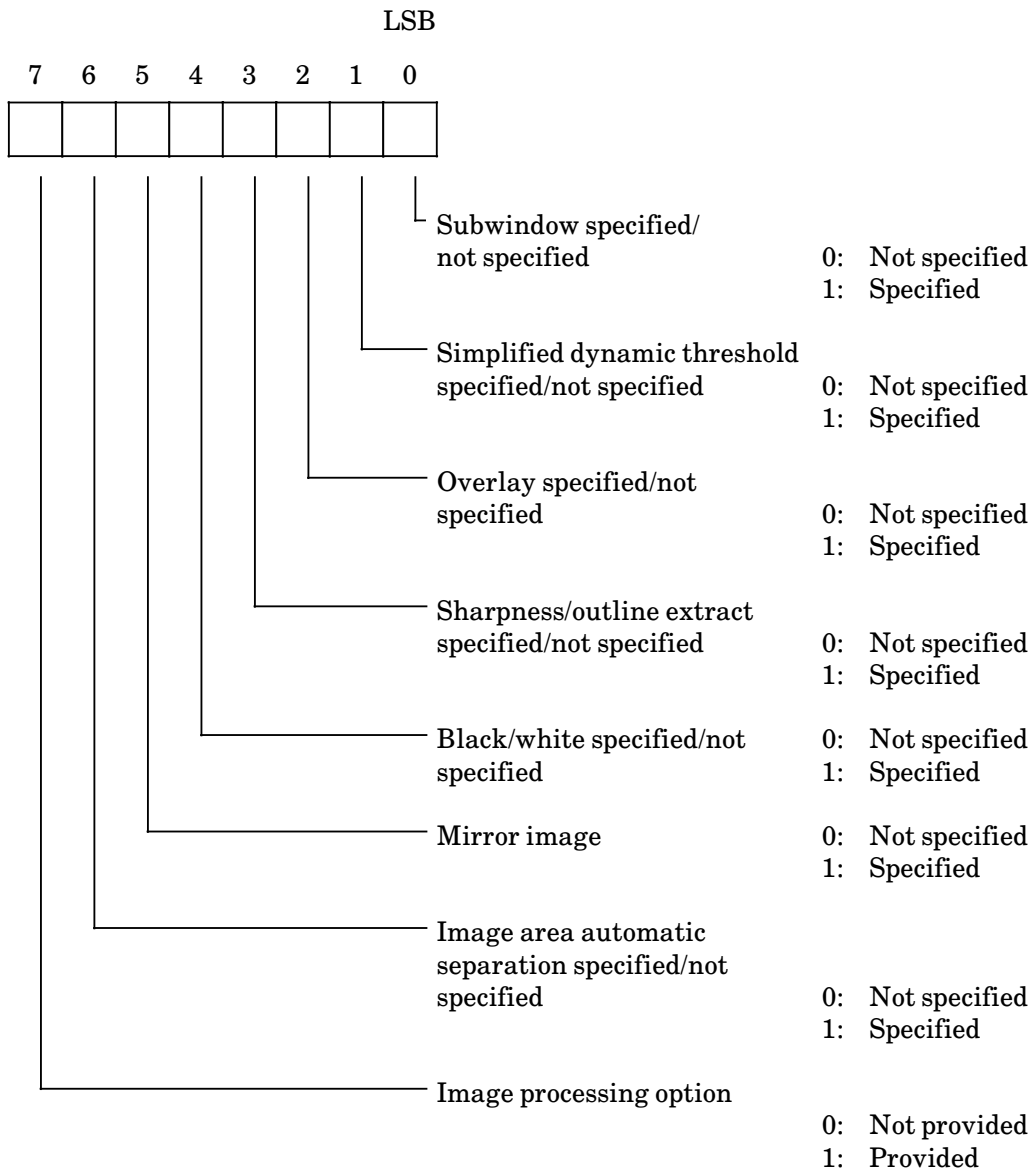 LSB
7 6 5 4 3 2 1 0
Subwindow specified/
not specified 0: Not specified
1: Specified
Simplified dynamic threshold
specified/not specified 0: Not specified
1: Specified
Overlay specified/not
specified 0: Not specified
1: Specified
Sharpness/outline extract
specified/not specified 0: Not specified
1: Specified
Black/white specified/not 0: Not specified
specified 1: Specified
Mirror image 0: Not specified
1: Specified
Image area automatic
separation specified/not
specified 0: Not specified
1: Specified
Image processing option
0: Not provided
1: Provided